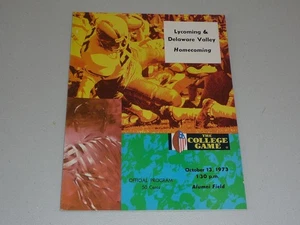 Lycoming &
Delaware Valley
Homecoming
THE
COLLEGE
GAME
October 13, 1973
1:30 p.m.
Alumni Field
OFFICIAL PROGRAM
50 Cents